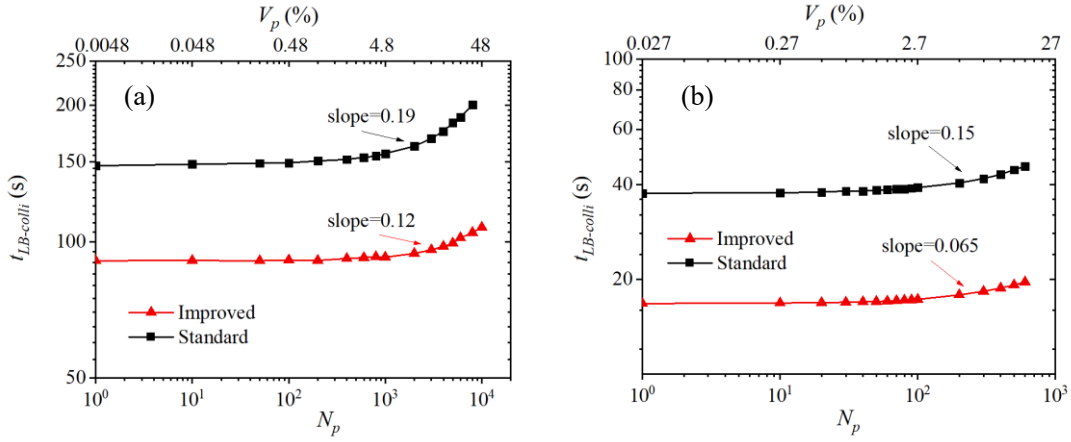 V_p (%)
0.0048 0.048 0.48 4.8 48
250
200
150
100
50
t_LB-colli (s)
(a)
slope=0.19
slope=0.12
Improved
Standard
10^0 10^1 10^2 10^3 10^4
N_p
V_p (%)
0.027 0.27 2.7 27
100
80
60
40
20
t_LB-colli (s)
(b)
slope=0.15
slope=0.065
Improved
Standard
10^0 10^1 10^2 10^3
N_p